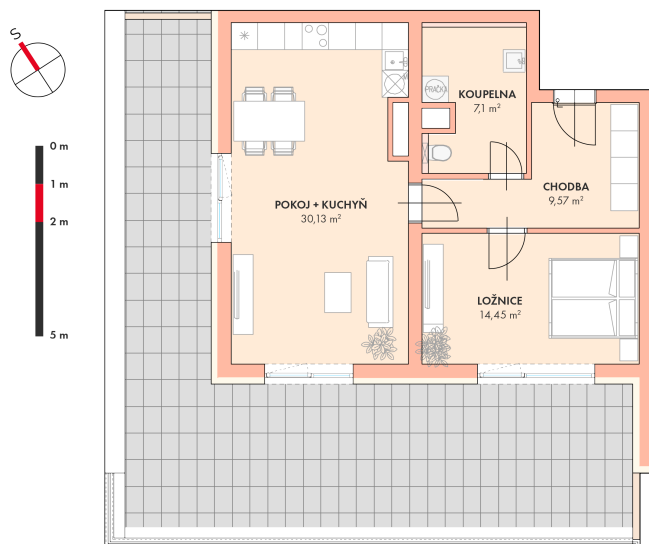 S
0 m
1 m
2 m
5 m
PRAČKA
KOUPELNA
7,1 m²
CHODBA
9,57 m²
POKOJ + KUCHYŇ
30,13 m²
LOŽNICE
14,45 m²